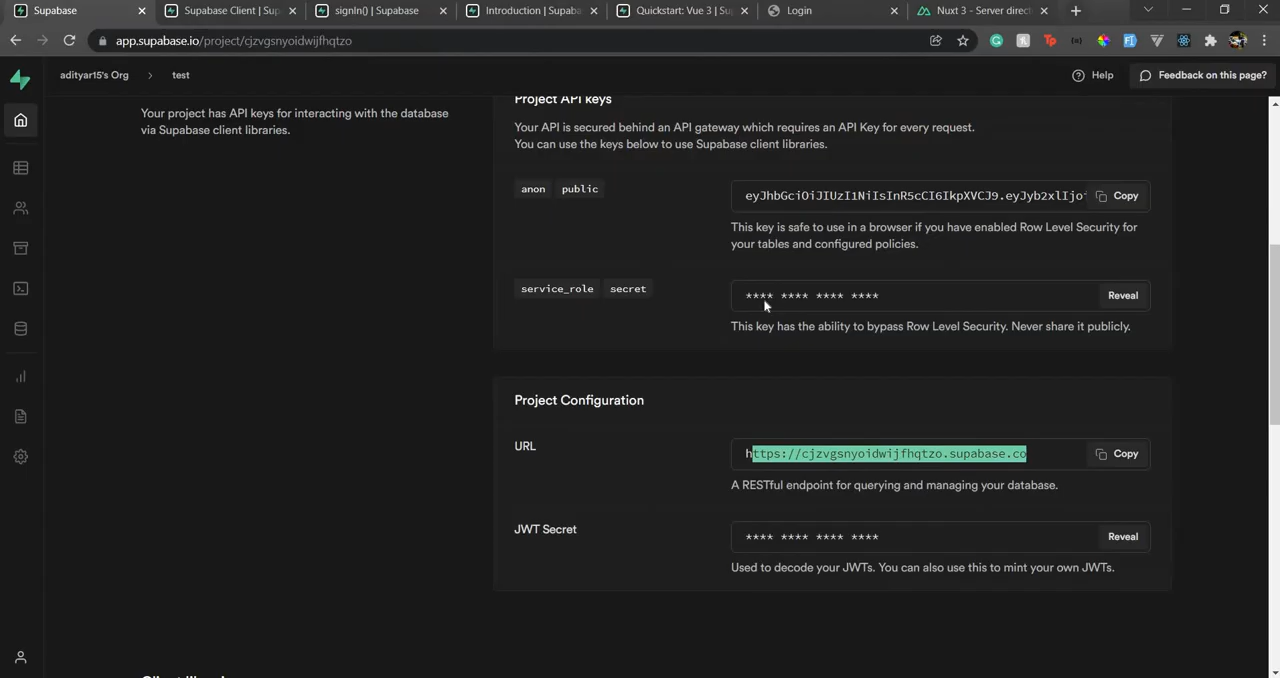 Supabase
Supabase Client | Sup
signIn() | Supabase
Introduction | Supaba
Quickstart: Vue 3 | Su
Login
Nuxt 3 - Server direct
app.supabase.io/project/cjzvgsnyoidwijfhqtzo
adityar15's Org
test
Help
Feedback on this page?
Your project has API keys for interacting with the database
via Supabase client libraries.
Project API keys
Your API is secured behind an API gateway which requires an API Key for every request.
You can use the keys below to use Supabase client libraries.
anon public
eyJhbGciOiJIUzI1NiIsInR5cCI6IkpXVCJ9.eyJyb2xlIjoi
Copy
This key is safe to use in a browser if you have enabled Row Level Security for
your tables and configured policies.
service_role secret
**** **** **** ****
Reveal
This key has the ability to bypass Row Level Security. Never share it publicly.
Project Configuration
URL
https://cjzvgsnyoidwijfhqtzo.supabase.co
Copy
A RESTful endpoint for querying and managing your database.
JWT Secret
**** **** **** ****
Reveal
Used to decode your JWTs. You can also use this to mint your own JWTs.